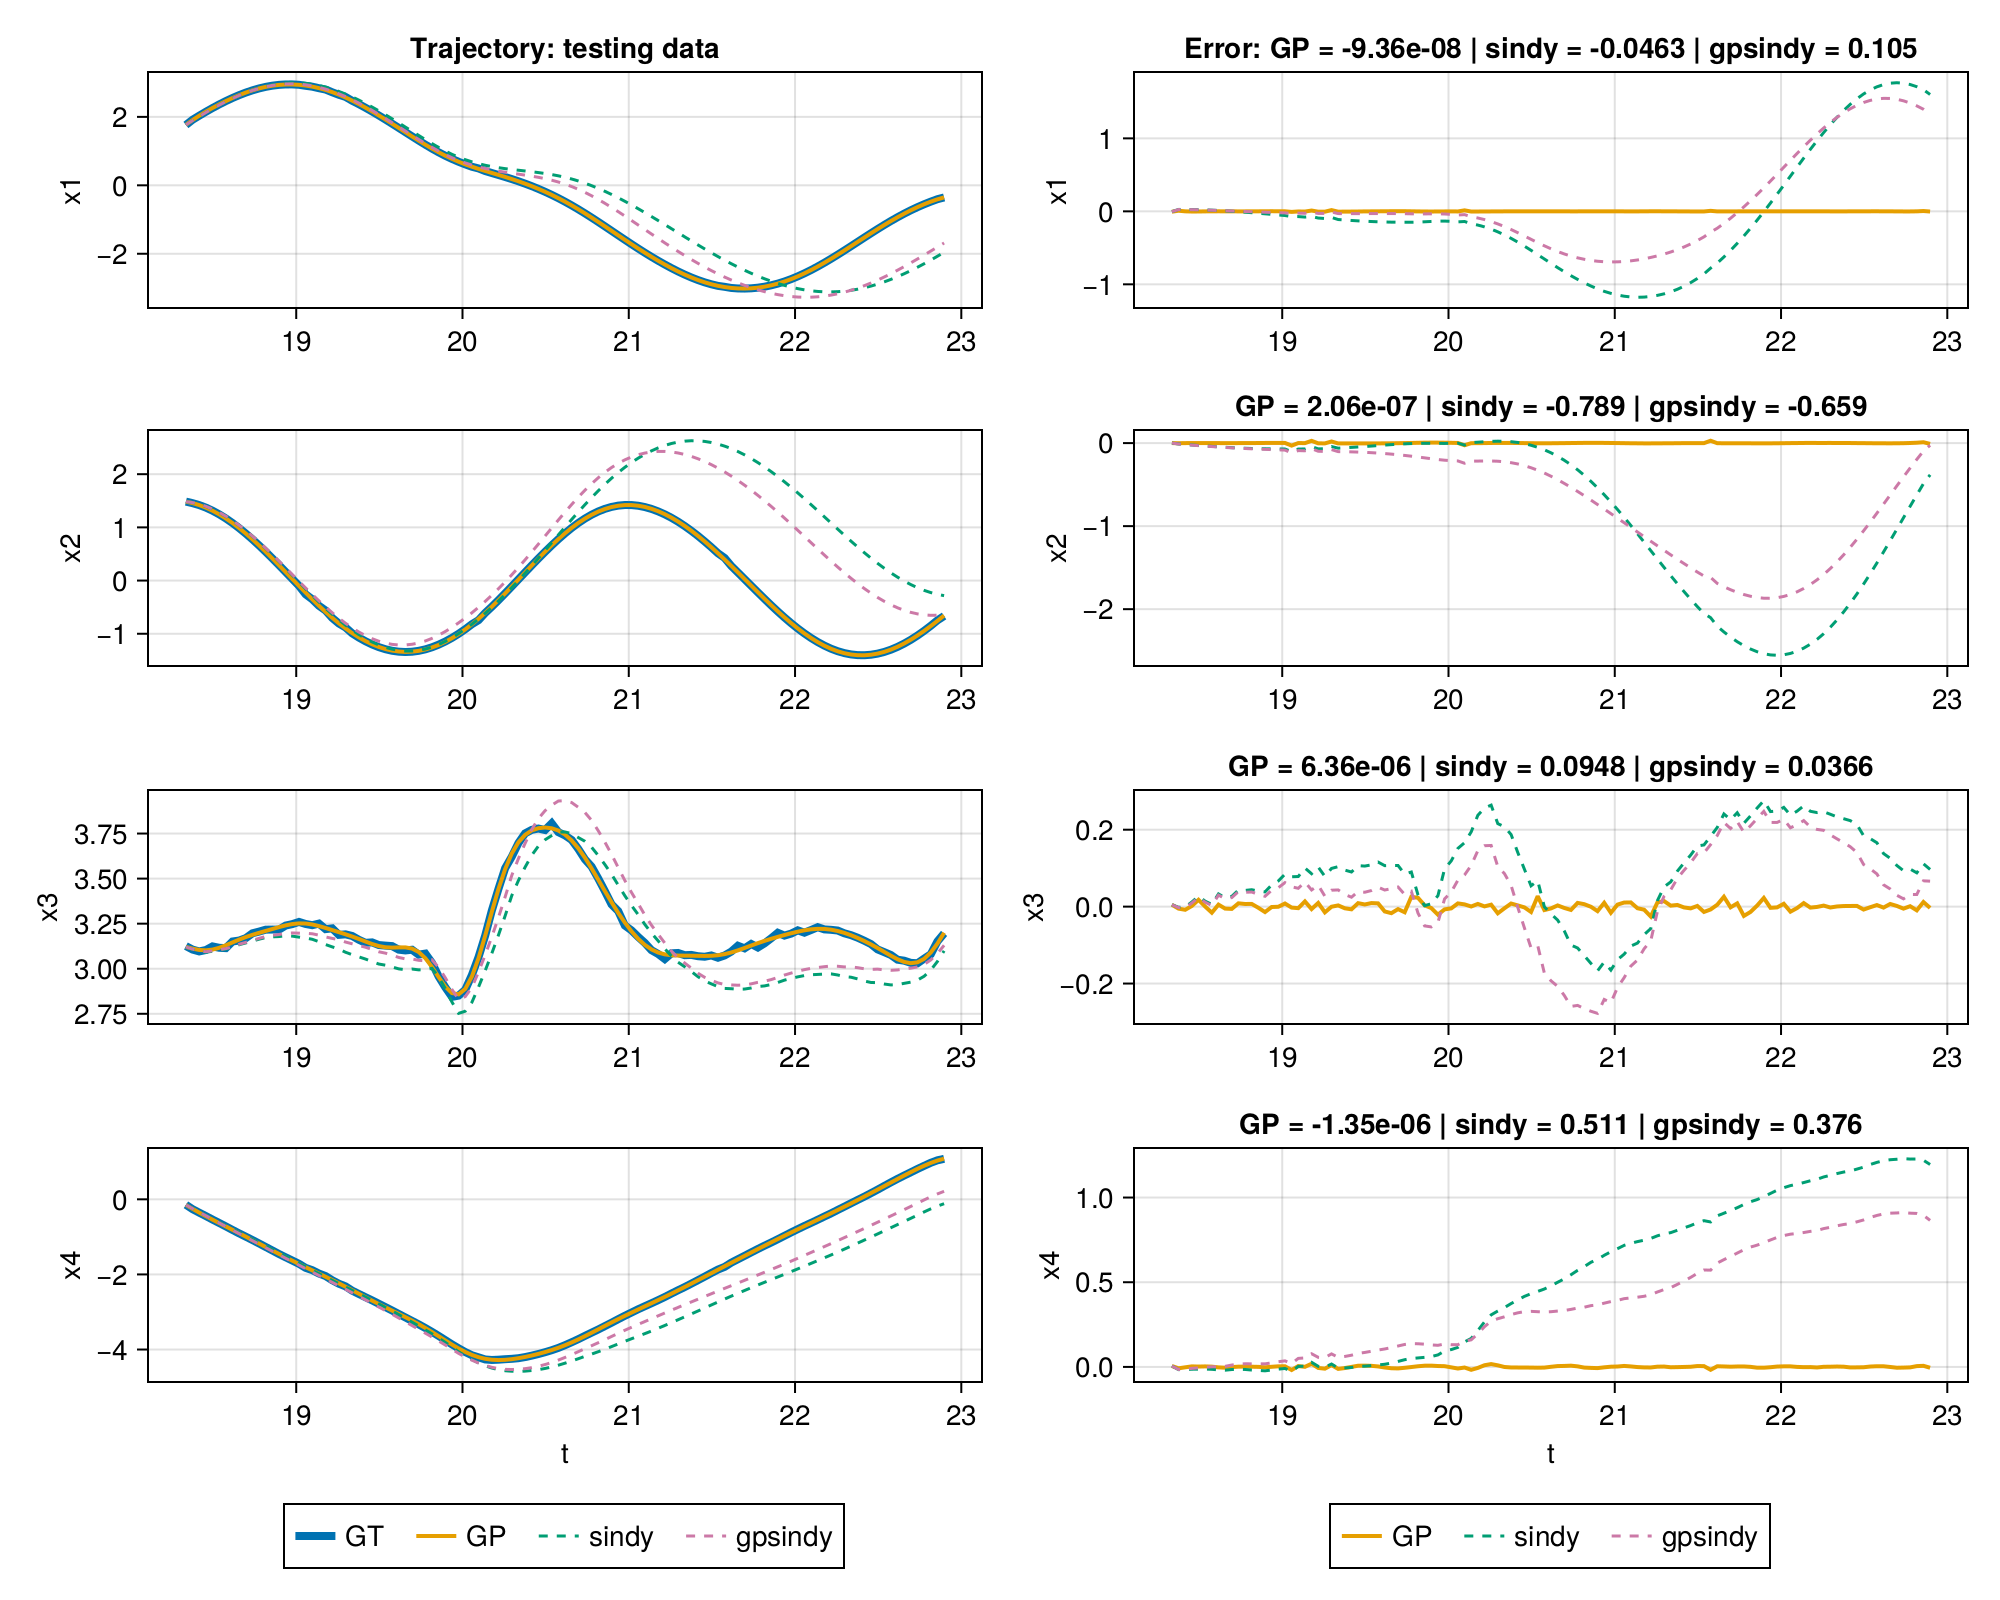 Trajectory: testing data
x1
2
0
−2
19 20 21 22 23
Error: GP = -9.36e-08 | sindy = -0.0463 | gpsindy = 0.105
x1
1
0
−1
19 20 21 22 23
x2
2
1
0
−1
19 20 21 22 23
GP = 2.06e-07 | sindy = -0.789 | gpsindy = -0.659
x2
0
−1
−2
19 20 21 22 23
x3
3.75
3.50
3.25
3.00
2.75
19 20 21 22 23
GP = 6.36e-06 | sindy = 0.0948 | gpsindy = 0.0366
x3
0.2
0.0
−0.2
19 20 21 22 23
x4
0
−2
−4
19 20 21 22 23
t
GP = -1.35e-06 | sindy = 0.511 | gpsindy = 0.376
x4
1.0
0.5
0.0
19 20 21 22 23
t
GT GP sindy gpsindy
GP sindy gpsindy